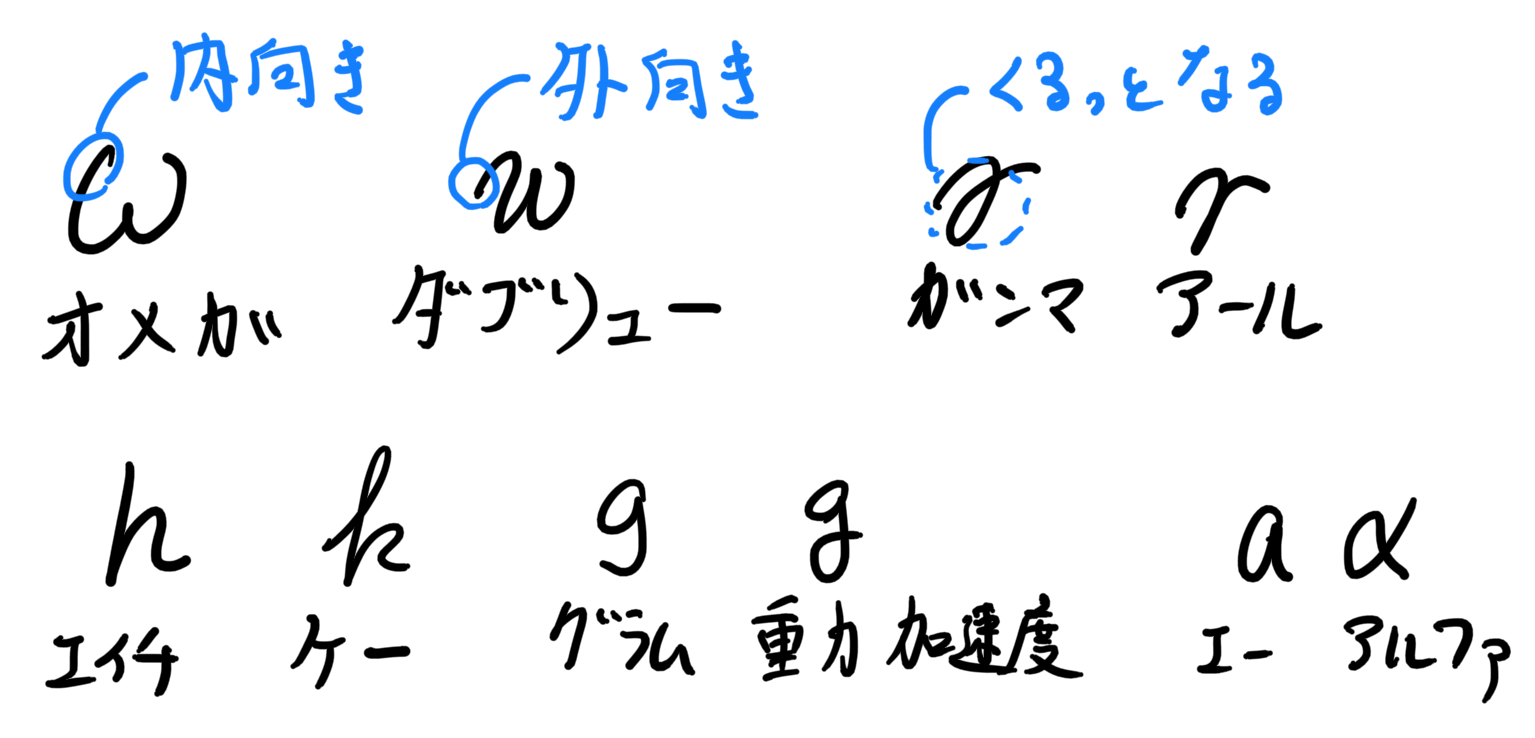 内向き 外向き くるっとなる
ω w γ r
オメガ ダブリュー ガンマ アール
h k g g a α
エイチ ケー グラム 重力加速度 エー アルファ